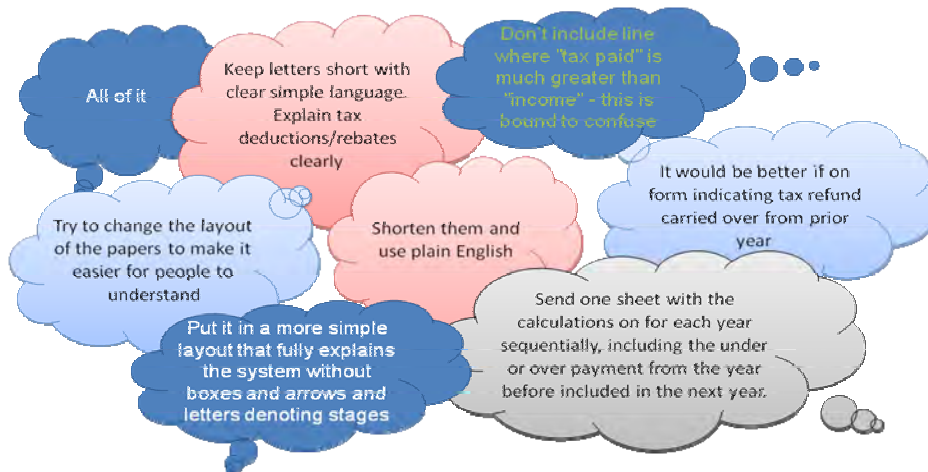 All of it
Keep letters short with
clear simple language.
Explain tax
deductions/rebates
clearly
Don't include line
where "tax paid" is
much greater than
"income" - this is
bound to confuse
It would be better if on
form indicating tax refund
carried over from prior
year
Try to change the layout
of the papers to make it
easier for people to
understand
Shorten them and
use plain English
Send one sheet with the
calculations on for each year
sequentially, including the under
or over payment from the year
before included in the next year.
Put it in a more simple
layout that fully explains
the system without
boxes and arrows and
letters denoting stages